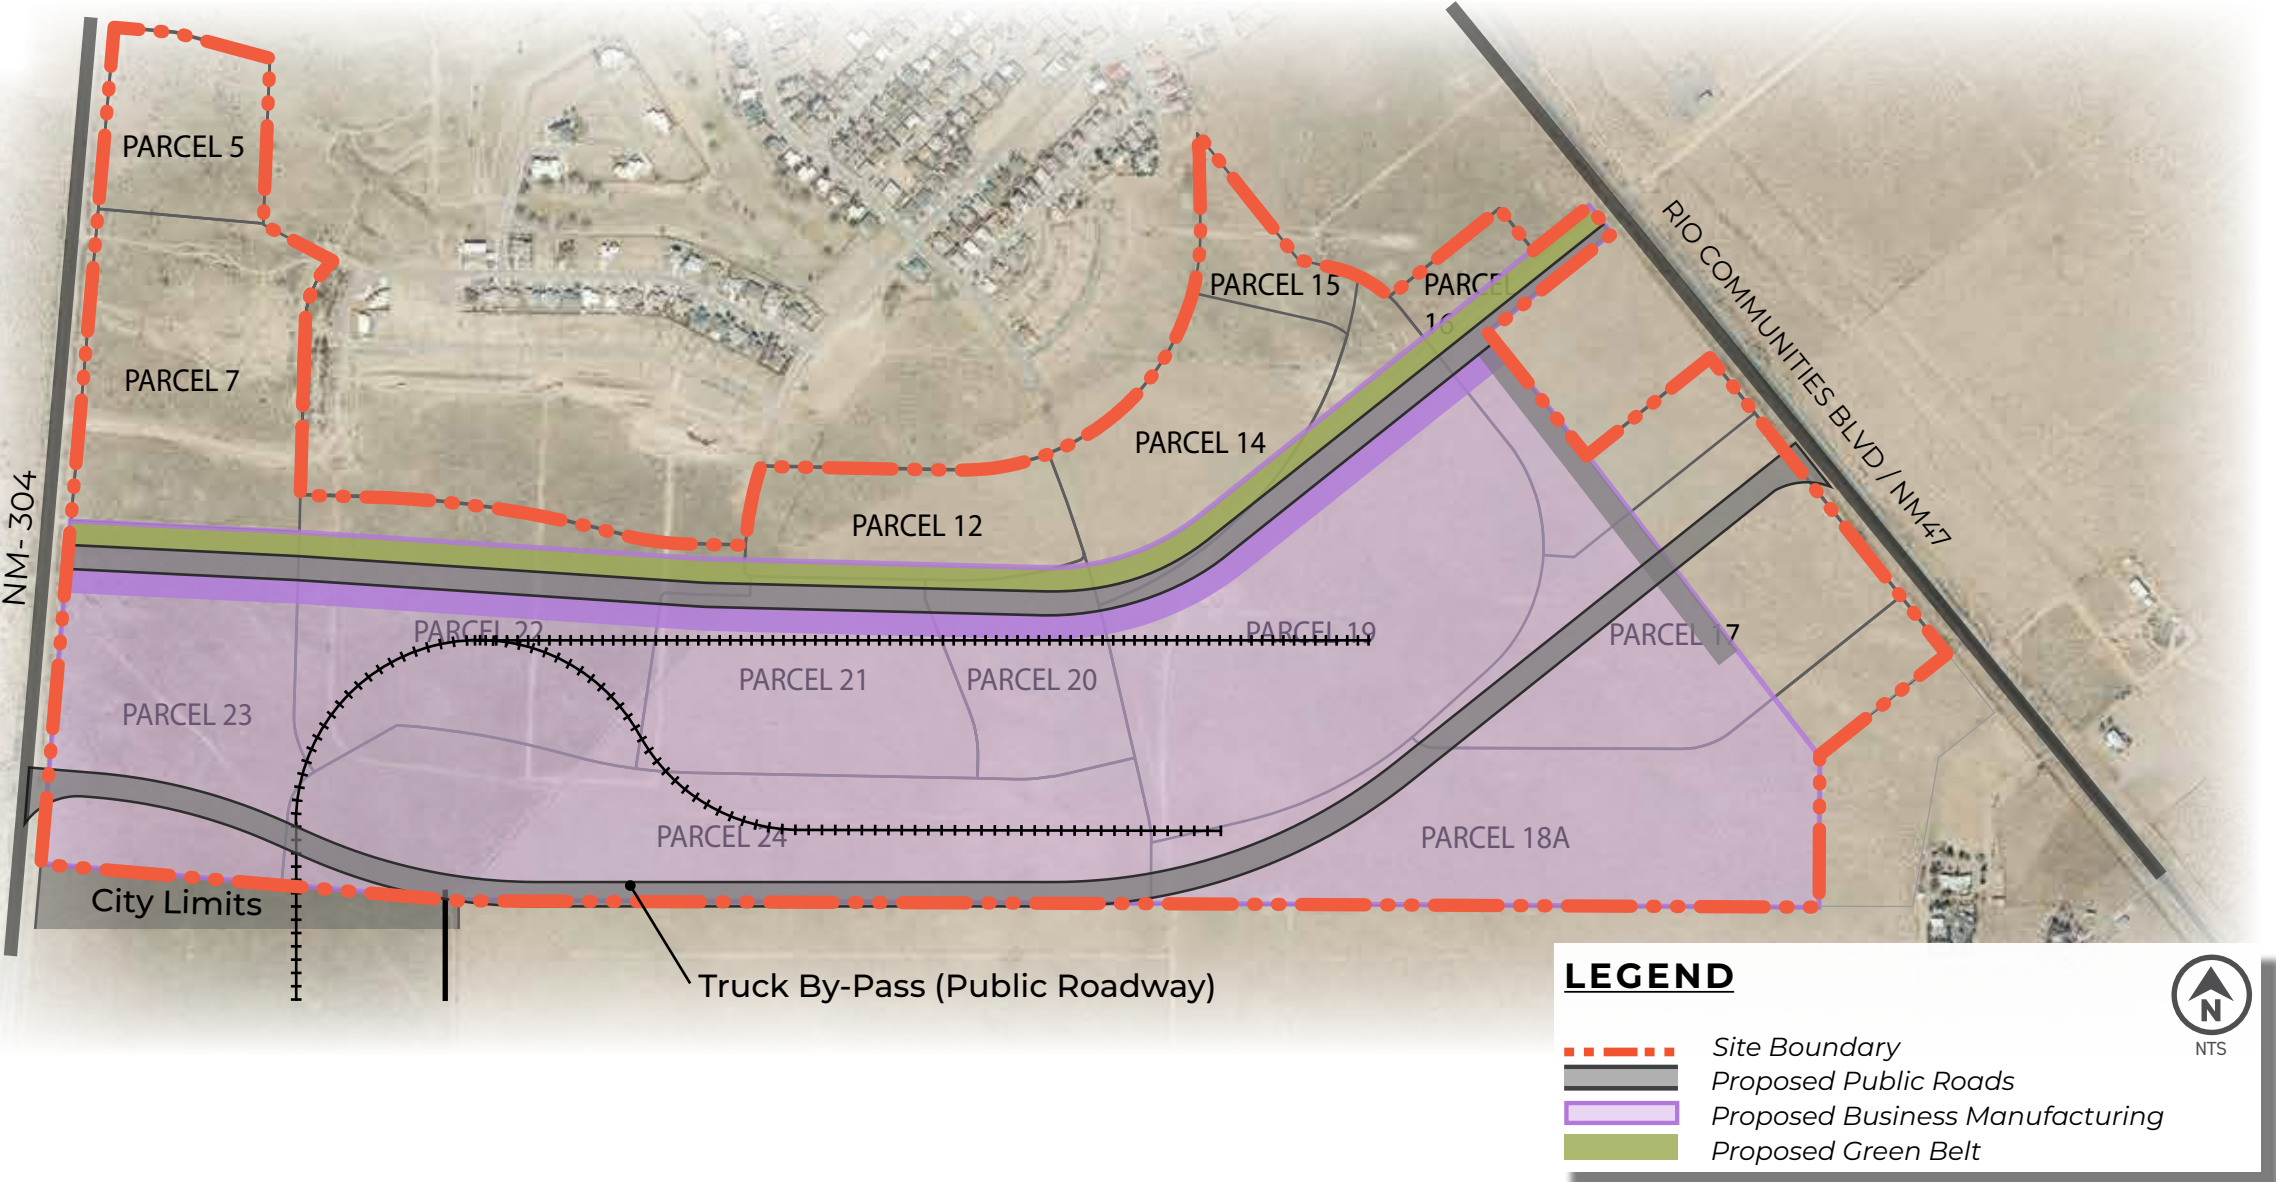 PARCEL 5
PARCEL 15
PARCEL
16
RIO COMMUNITIES BLVD / NM47
PARCEL 7
PARCEL 14
NM- 304
PARCEL 12
PARCEL 22
PARCEL 19
PARCEL 17
PARCEL 21
PARCEL 20
PARCEL 23
PARCEL 24
PARCEL 18A
City Limits
Truck By-Pass (Public Roadway)
LEGEND
N
NTS
Site Boundary
Proposed Public Roads
Proposed Business Manufacturing
Proposed Green Belt